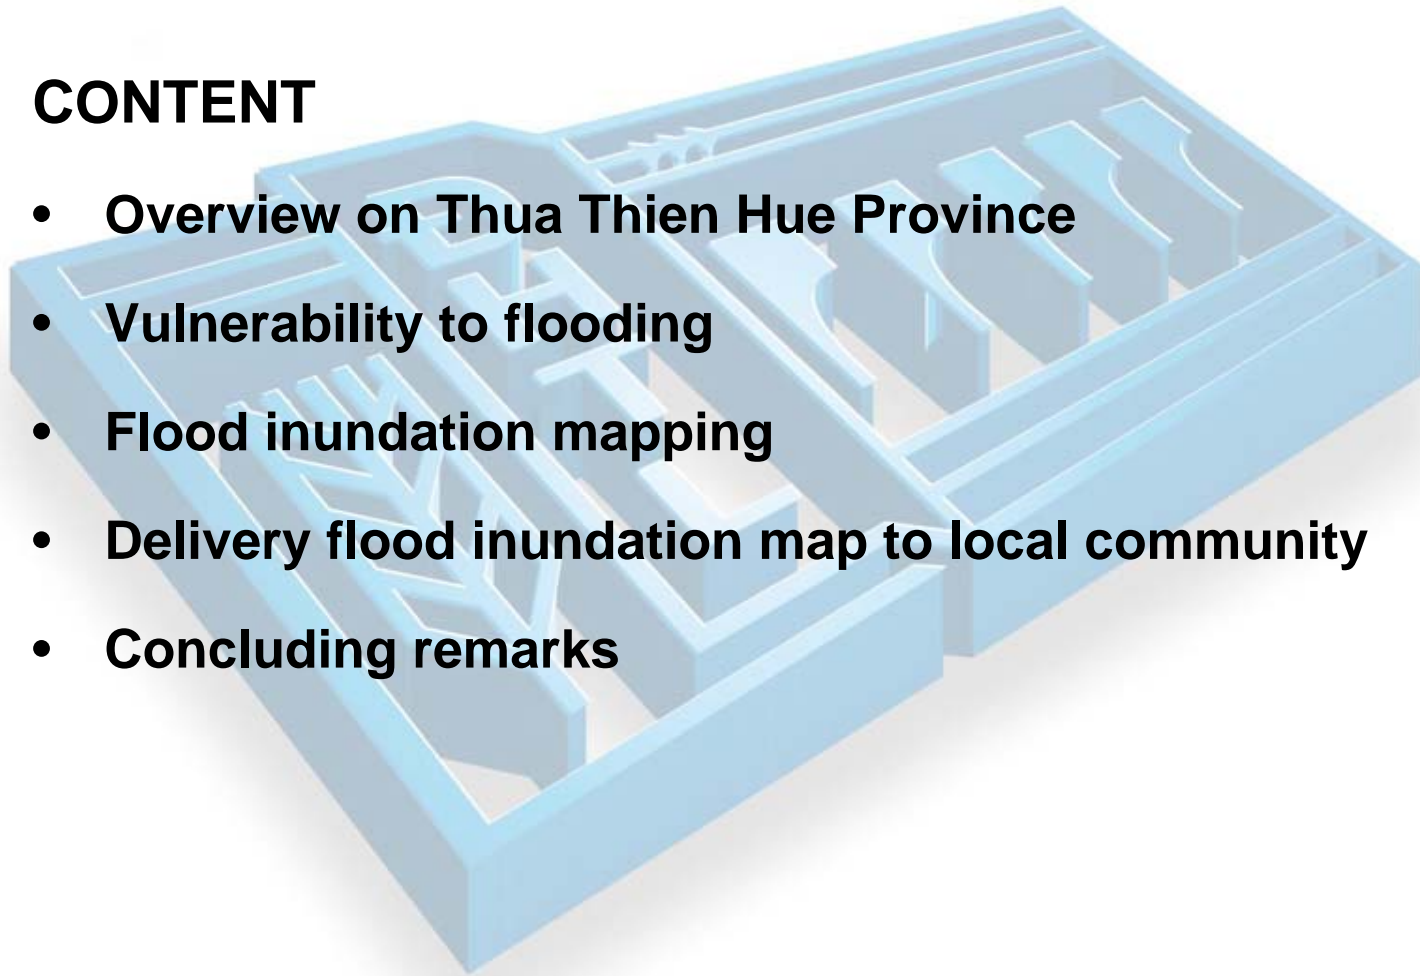 CONTENT
• Overview on Thua Thien Hue Province
• Vulnerability to flooding
• Flood inundation mapping
• Delivery flood inundation map to local community
• Concluding remarks